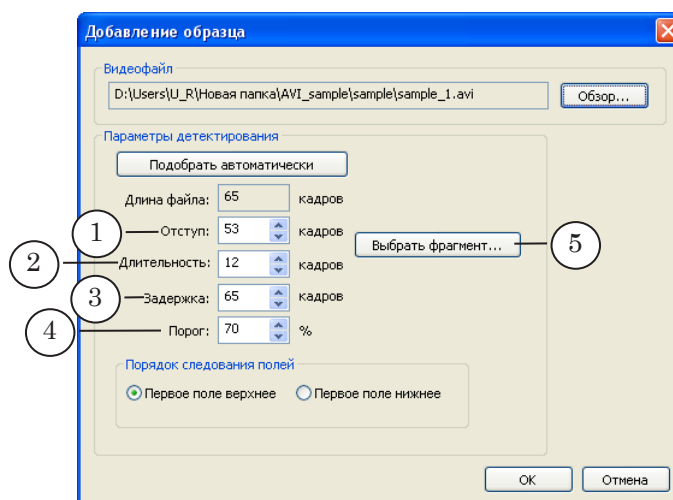 Добавление образца
Видеофайл
D:\Users\U_R\Новая папка\AVI_sample\sample\sample_1.avi Обзор...
Параметры детектирования
Подобрать автоматически
Длина файла: 65 кадров
1 Отступ: 53 кадров Выбрать фрагмент... 5
2 Длительность: 12 кадров
3 Задержка: 65 кадров
4 Порог: 70 %
Порядок следования полей
Первое поле верхнее Первое поле нижнее
OK Отмена